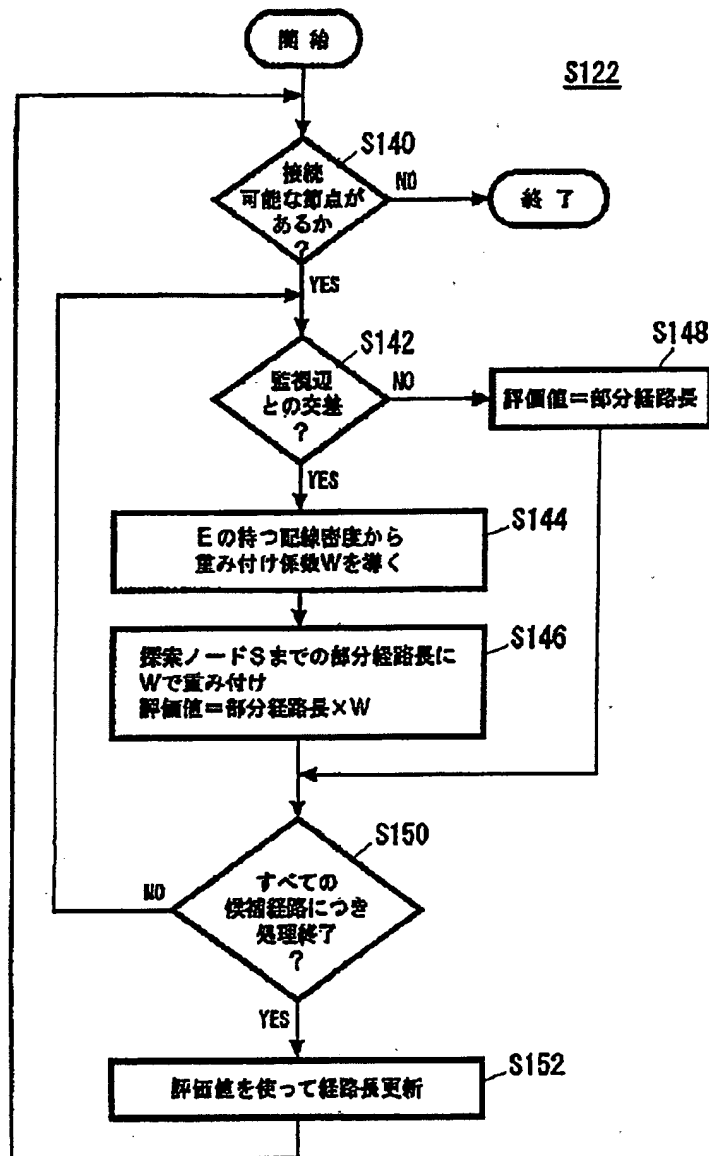 開始
S122
S140
接続
可能な節点が
あるか
?
NO
終了
YES
S142
監視辺
との交差
?
NO
S148
評価値=部分経路長
YES
S144
Eの持つ配線密度から
重み付け係数Wを導く
S146
探索ノードSまでの部分経路長に
Wで重み付け
評価値=部分経路長×W
S150
すべての
候補経路につき
処理終了
?
NO
YES
S152
評価値を使って経路長更新